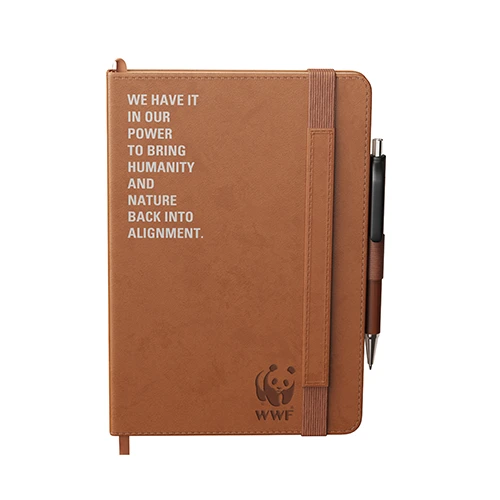 WE HAVE IT
IN OUR
POWER
TO BRING
HUMANITY
AND
NATURE
BACK INTO
ALIGNMENT.
WWF